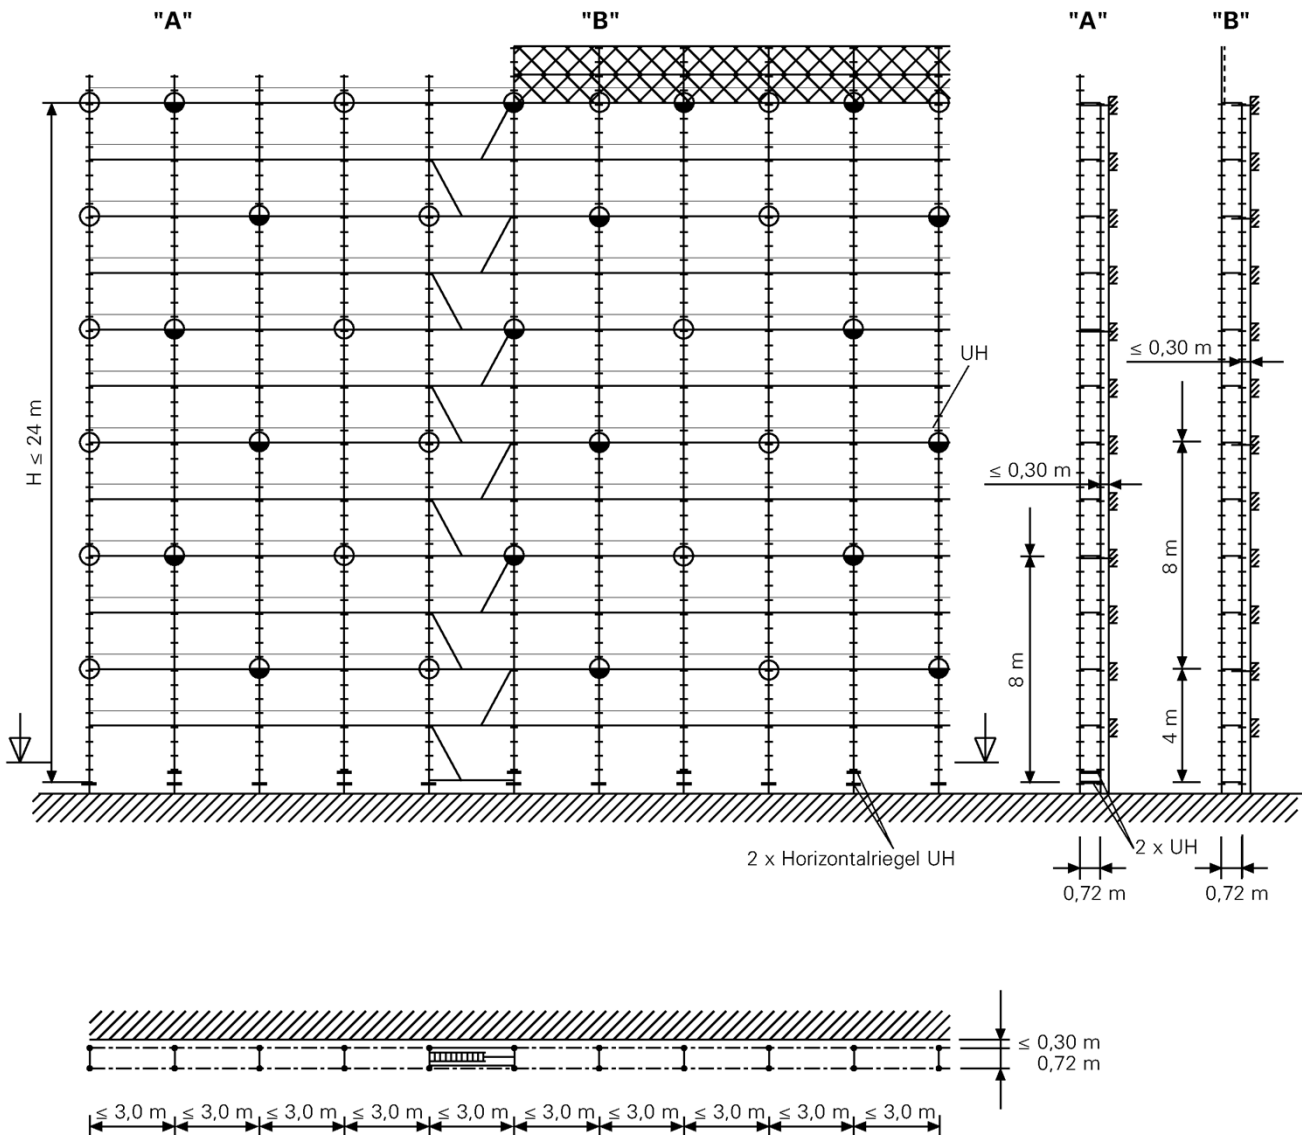 "A"
"B"
"A"
"B"
UH
≤ 0,30 m
≤ 0,30 m
H ≤ 24 m
8 m
8 m
4 m
2 x Horizontalriegel UH
2 x UH
0,72 m
0,72 m
≤ 0,30 m
0,72 m
≤ 3,0 m ≤ 3,0 m ≤ 3,0 m ≤ 3,0 m ≤ 3,0 m ≤ 3,0 m ≤ 3,0 m ≤ 3,0 m ≤ 3,0 m ≤ 3,0 m